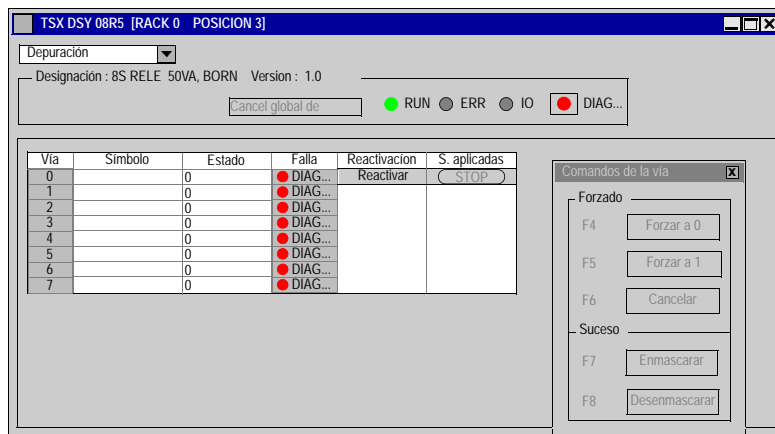 TSX DSY 08R5 [RACK 0 POSICION 3]
Depuración
Designación : 8S RELE 50VA, BORN Version : 1.0
Cancel global de RUN ERR IO DIAG...
Vía Símbolo Estado Falla Reactivacíon S. aplicadas
0 0 DIAG... Reactivar STOP
1 0 DIAG...
2 0 DIAG...
3 0 DIAG...
4 0 DIAG...
5 0 DIAG...
6 0 DIAG...
7 0 DIAG...
Comandos de la vía X
Forzado
F4 Forzar a 0
F5 Forzar a 1
F6 Cancelar
Suceso
F7 Enmascarar
F8 Desenmascarar